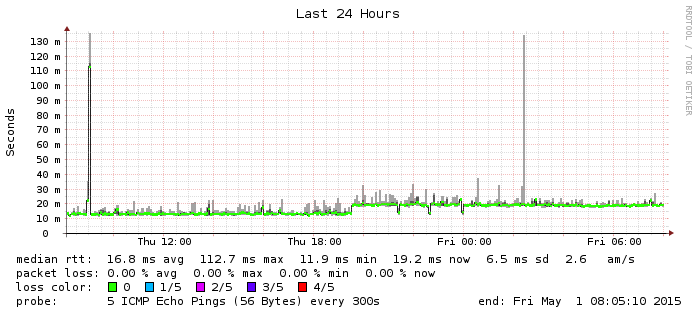 Last 24 Hours
RRDTOOL / TOBI OETIKER
Seconds
130 m
120 m
110 m
100 m
90 m
80 m
70 m
60 m
50 m
40 m
30 m
20 m
10 m
0
Thu 12:00 Thu 18:00 Fri 00:00 Fri 06:00
median rtt: 16.8 ms avg 112.7 ms max 11.9 ms min 19.2 ms now 6.5 ms sd 2.6 am/s
packet loss: 0.00 % avg 0.00 % max 0.00 % min 0.00 % now
loss color: 0 1/5 2/5 3/5 4/5
probe: 5 ICMP Echo Pings (56 Bytes) every 300s end: Fri May 1 08:05:10 2015